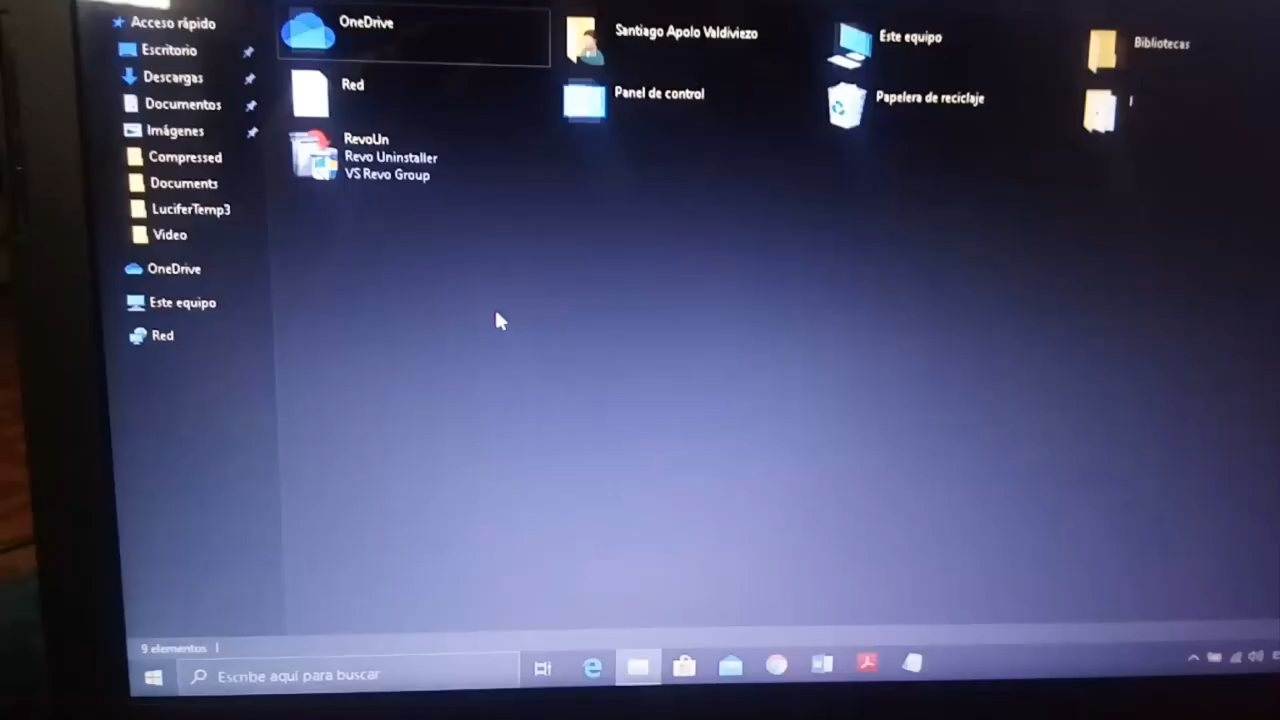 Acceso rápido
Escritorio
Descargas
Documentos
Imágenes
Compressed
Documents
LuciferTemp3
Video
OneDrive
Este equipo
Red
OneDrive
Santiago Apolo Valdiviezo
Este equipo
Bibliotecas
Red
Panel de control
Papelera de reciclaje
RevoUn
Revo Uninstaller
VS Revo Group
9 elementos
Escribe aquí para buscar